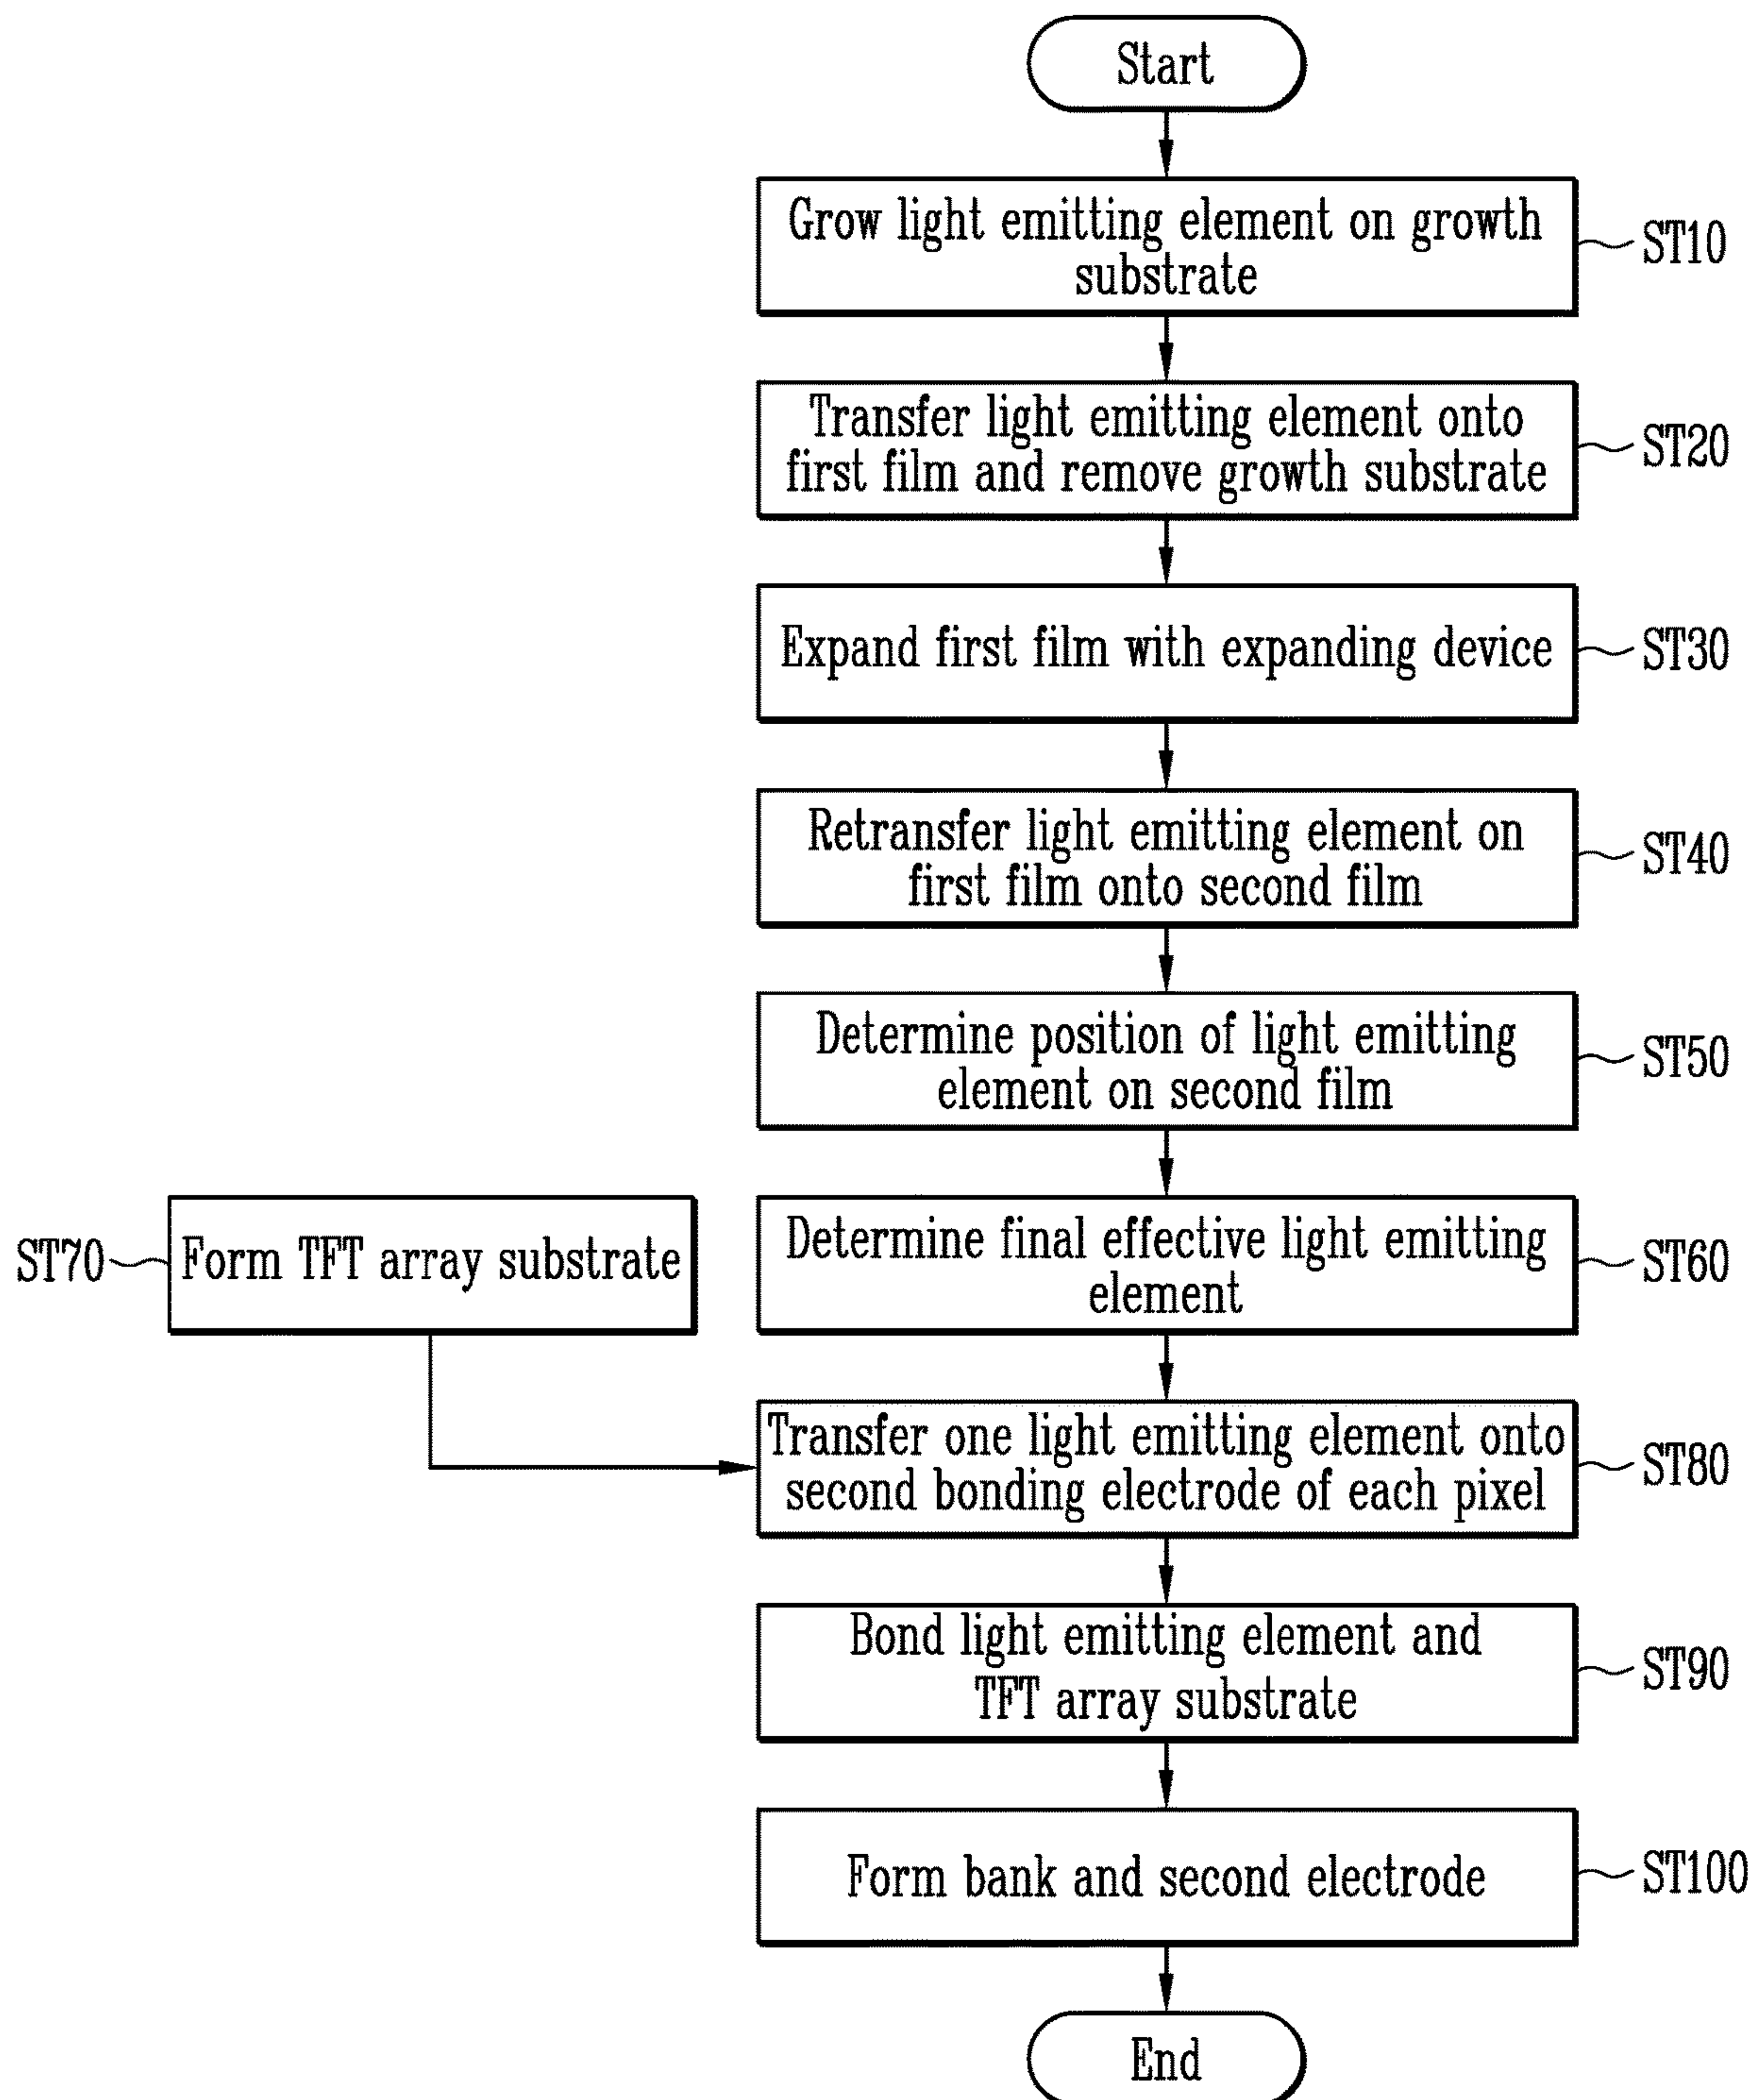 Start
Grow light emitting element on growth
substrate
ST10
Transfer light emitting element onto
first film and remove growth substrate
ST20
Expand first film with expanding device
ST30
Retransfer light emitting element on
first film onto second film
ST40
Determine position of light emitting
element on second film
ST50
ST70
Form TFT array substrate
Determine final effective light emitting
element
ST60
Transfer one light emitting element onto
second bonding electrode of each pixel
ST80
Bond light emitting element and
TFT array substrate
ST90
Form bank and second electrode
ST100
End